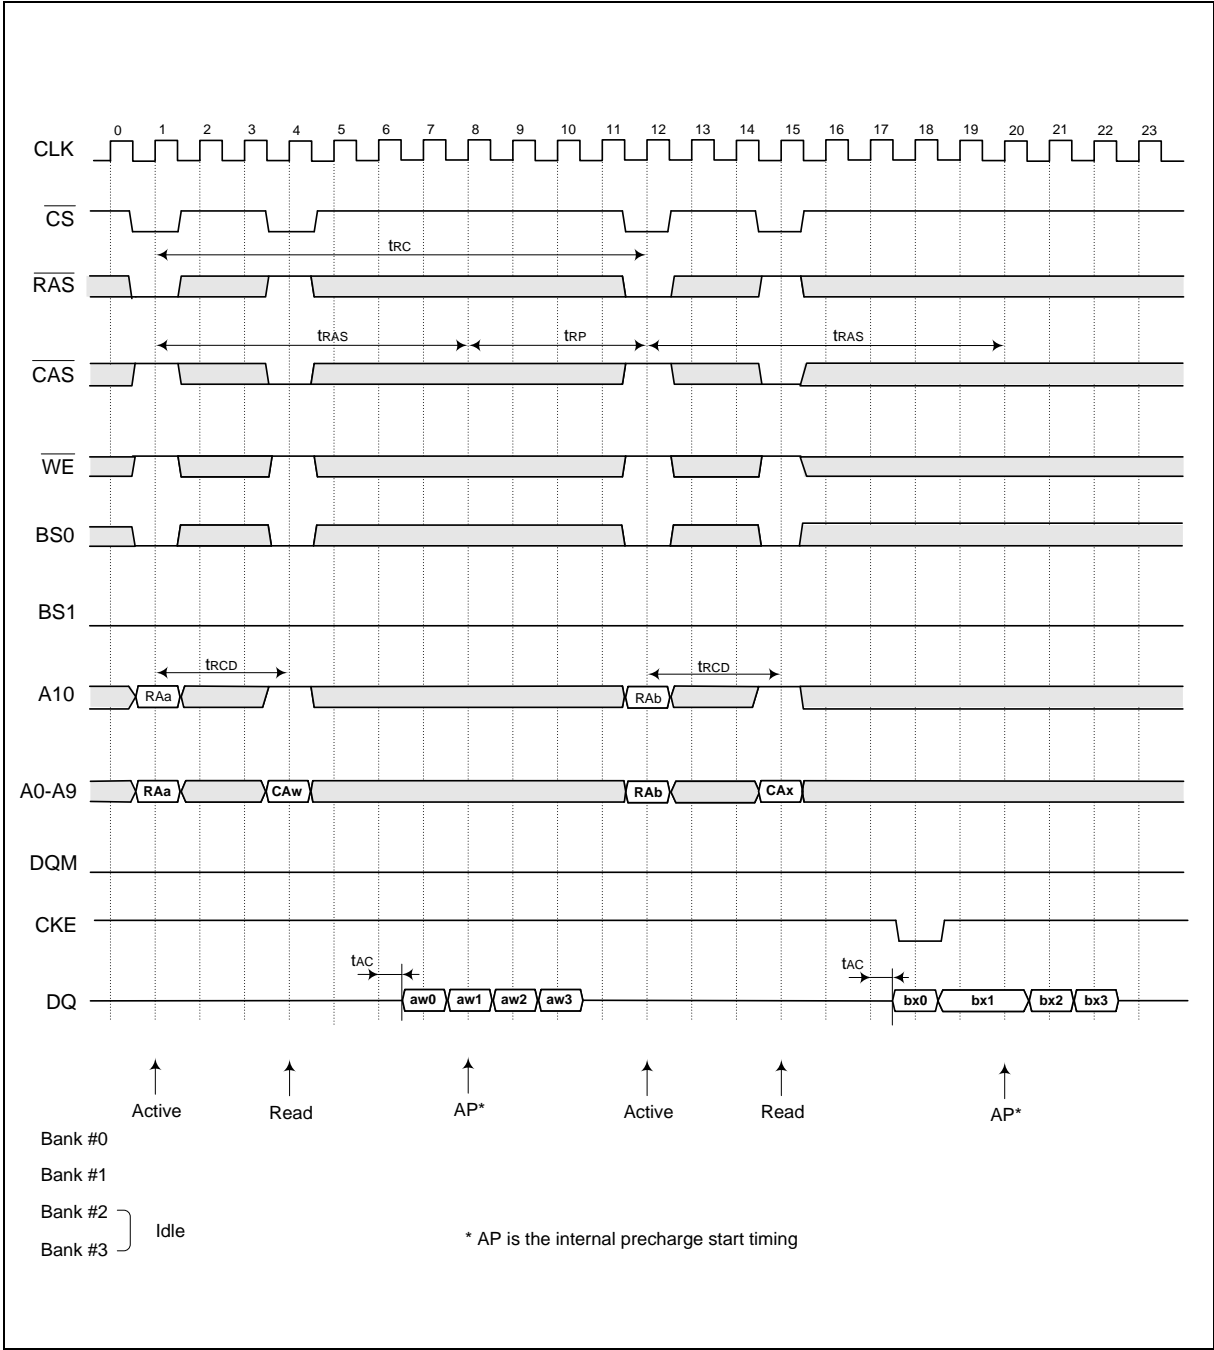 0 1 2 3 4 5 6 7 8 9 10 11 12 13 14 15 16 17 18 19 20 21 22 23
CLK
CS
tRC
RAS
tRAS tRP tRAS
CAS
WE
BS0
BS1
tRCD tRCD
A10 RAa RAb
A0-A9 RAa CAw RAb CAx
DQM
CKE
tAC tAC
DQ aw0 aw1 aw2 aw3 bx0 bx1 bx2 bx3
Active Read AP* Active Read AP*
Bank #0
Bank #1
Bank #2
Idle
Bank #3
* AP is the internal precharge start timing